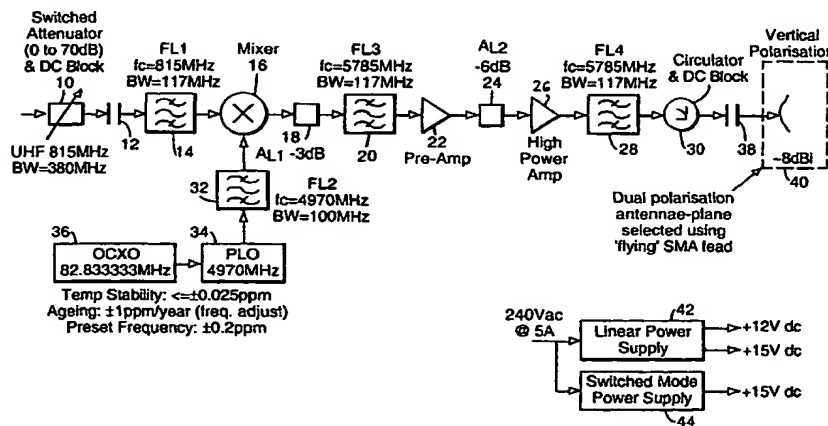 Switched
Attenuator
(0 to 70dB)
& DC Block
10
UHF 815MHz
BW=380MHz
12
FL1
fc=815MHz
BW=117MHz
14
Mixer
16
AL1 -3dB
18
FL3
fc=5785MHz
BW=117MHz
20
22
Pre-Amp
AL2
-6dB
24
26
High
Power
Amp
FL4
fc=5785MHz
BW=117MHz
28
Circulator
& DC Block
30
38
Vertical
Polarisation
~8dBi
40
Dual polarisation
antennae-plane
selected using
'flying' SMA lead
32
FL2
fc=4970MHz
BW=100MHz
36
OCXO
82.833333MHz
34
PLO
4970MHz
Temp Stability: <=±0.025ppm
Ageing: ±1ppm/year (freq. adjust)
Preset Frequency: ±0.2ppm
240Vac
@ 5A
42
Linear Power
Supply
+12V dc
+15V dc
Switched Mode
Power Supply
44
+15V dc